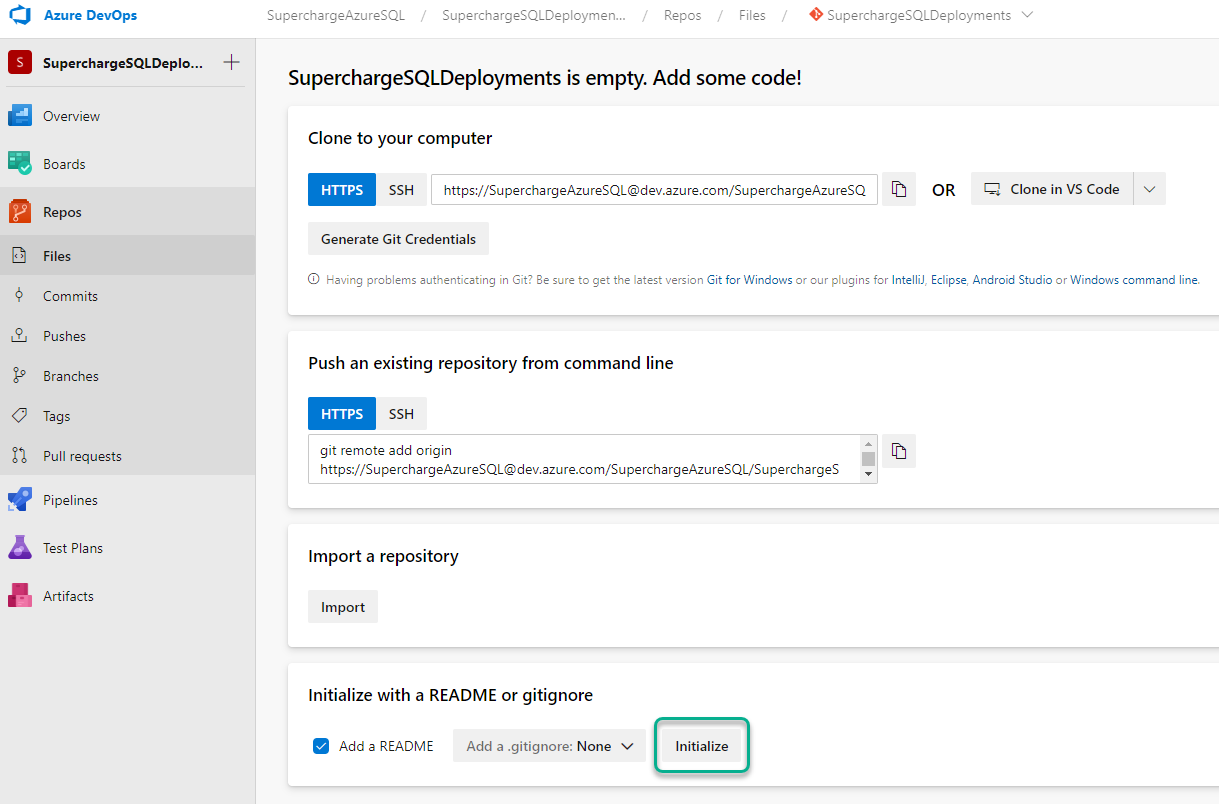 Azure DevOps
SuperchargeAzureSQL / SuperchargeSQLDeploymen... / Repos / Files / SuperchargeSQLDeployments
S SuperchargeSQLDeplo... +
Overview
Boards
Repos
Files
Commits
Pushes
Branches
Tags
Pull requests
Pipelines
Test Plans
Artifacts
SuperchargeSQLDeployments is empty. Add some code!
Clone to your computer
HTTPS SSH https://SuperchargeAzureSQL@dev.azure.com/SuperchargeAzureSQ OR Clone in VS Code
Generate Git Credentials
Having problems authenticating in Git? Be sure to get the latest version Git for Windows or our plugins for IntelliJ, Eclipse, Android Studio or Windows command line.
Push an existing repository from command line
HTTPS SSH
git remote add origin
https://SuperchargeAzureSQL@dev.azure.com/SuperchargeAzureSQL/SuperchargeS
Import a repository
Import
Initialize with a README or gitignore
Add a README Add a .gitignore: None Initialize